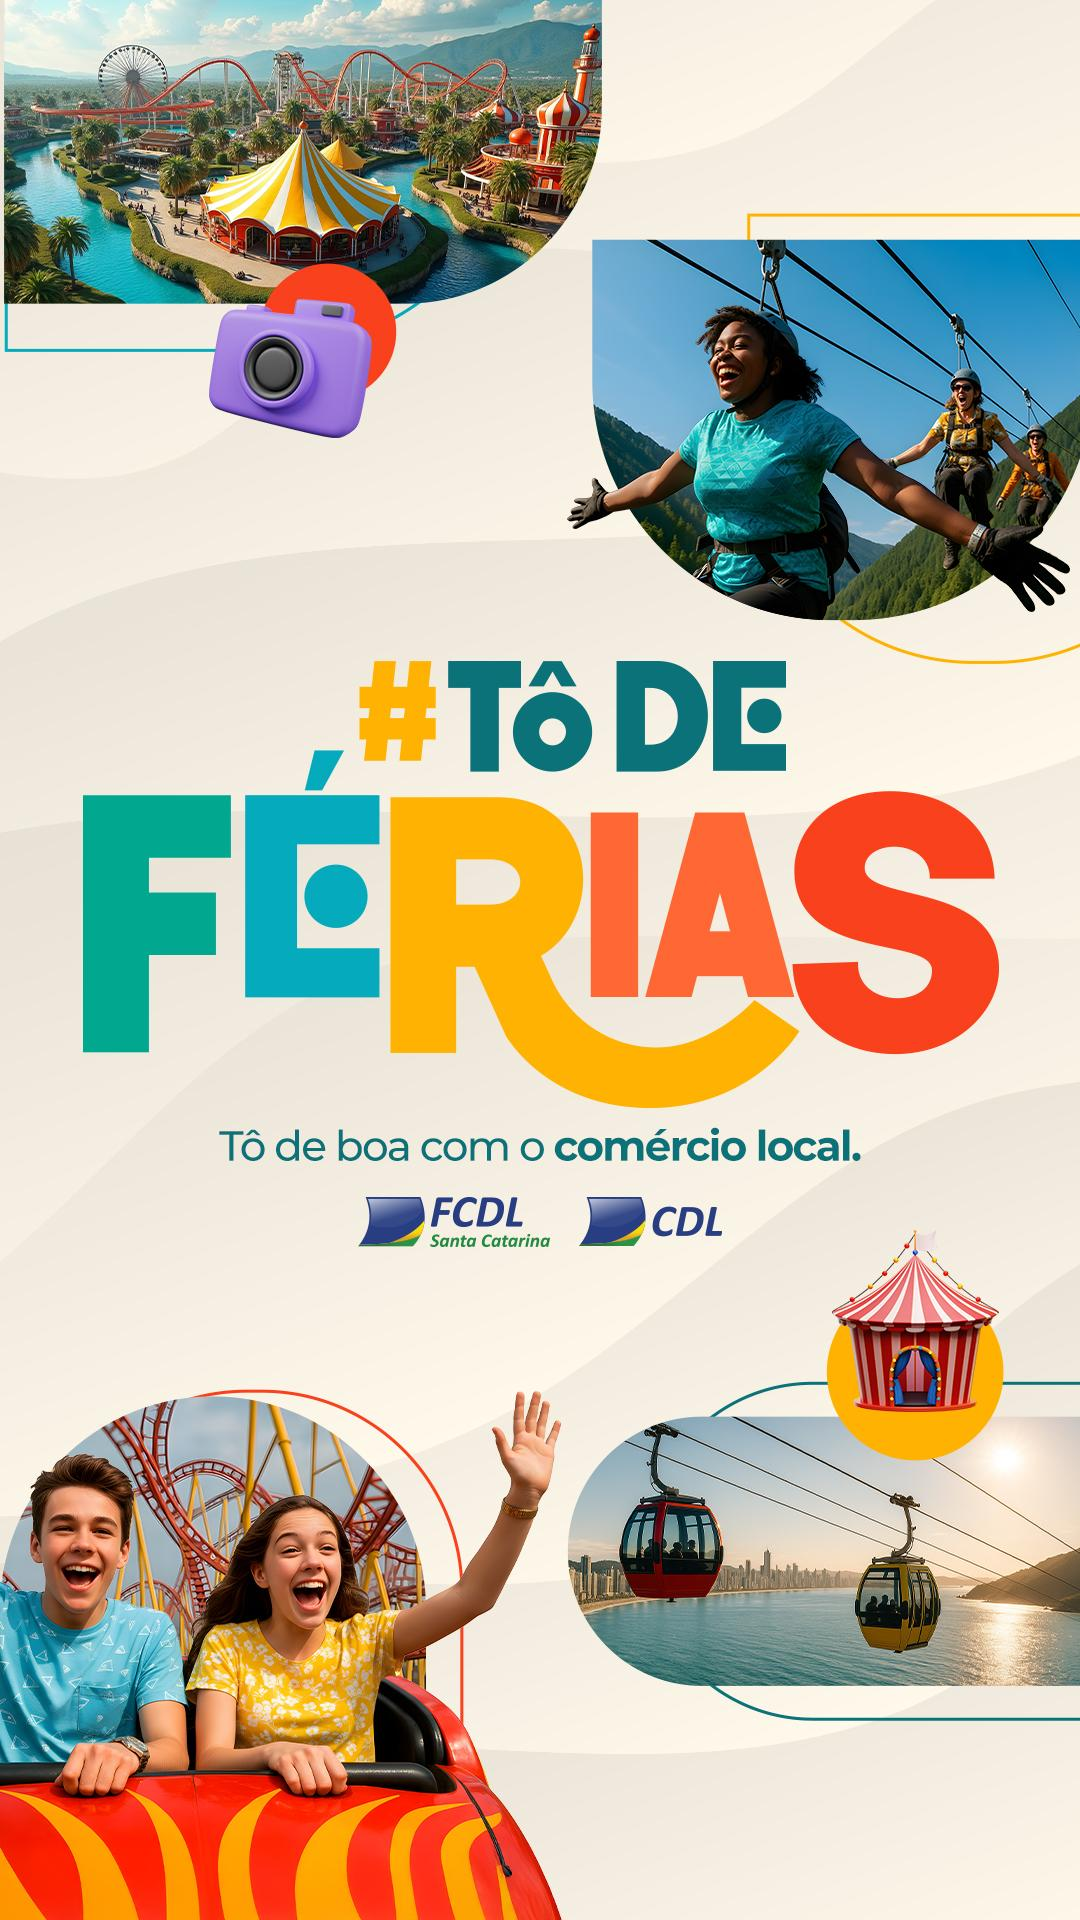 #TÔ DE
FÉRIAS
Tô de boa com o comércio local.
FCDL
Santa Catarina
CDL